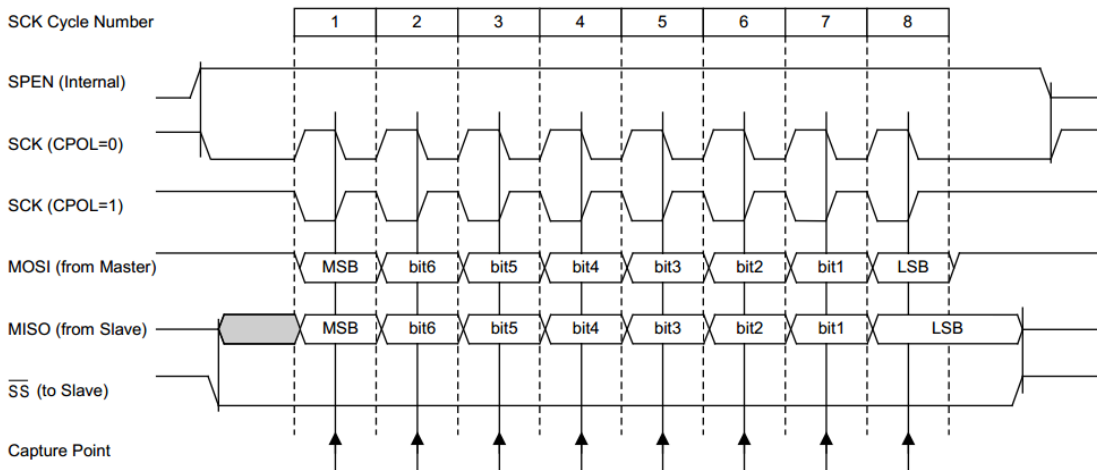 SCK Cycle Number 1 2 3 4 5 6 7 8
SPEN (Internal)
SCK (CPOL=0)
SCK (CPOL=1)
MOSI (from Master) MSB bit6 bit5 bit4 bit3 bit2 bit1 LSB
MISO (from Slave) MSB bit6 bit5 bit4 bit3 bit2 bit1 LSB
SS (to Slave)
Capture Point